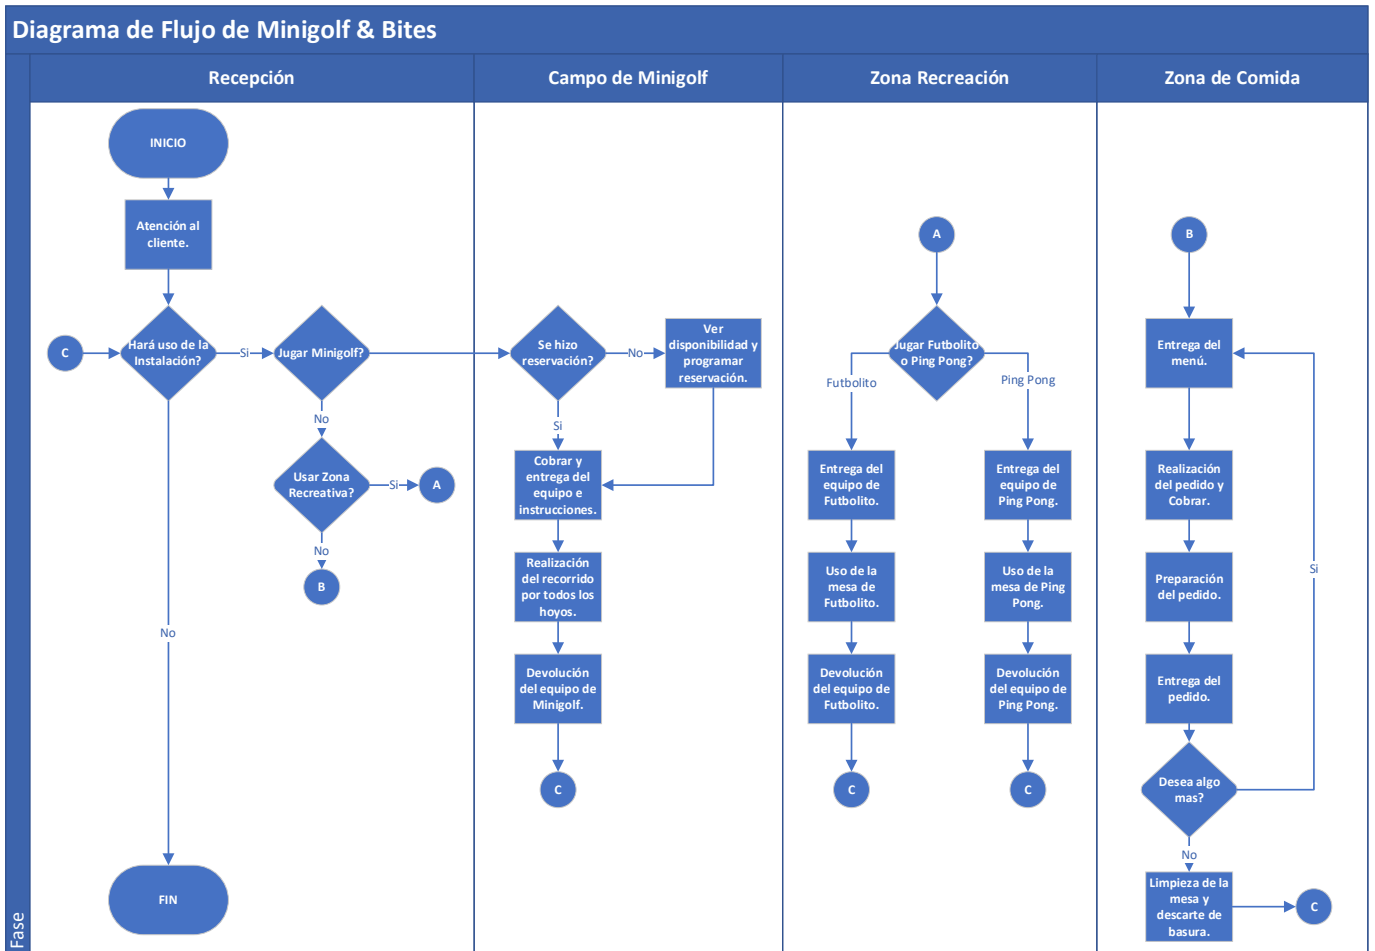 Diagrama de Flujo de Minigolf & Bites
Fase
Recepción
Campo de Minigolf
Zona Recreación
Zona de Comida
INICIO
Atención al
cliente.
C
Hará uso de la
Instalación?
Si
Jugar Minigolf?
No
Usar Zona
Recreativa?
Si
A
No
B
No
FIN
Se hizo
reservación?
No
Ver
disponibilidad y
programar
reservación.
Si
Cobrar y
entrega del
equipo e
instrucciones.
Realización
del recorrido
por todos los
hoyos.
Devolución
del equipo de
Minigolf.
C
A
Jugar Futbolito
o Ping Pong?
Futbolito
Ping Pong
Entrega del
equipo de
Futbolito.
Uso de la
mesa de
Futbolito.
Devolución
del equipo de
Futbolito.
C
Entrega del
equipo de
Ping Pong.
Uso de la
mesa de Ping
Pong.
Devolución
del equipo de
Ping Pong.
C
B
Entrega del
menú.
Realización
del pedido y
Cobrar.
Preparación
del pedido.
Entrega del
pedido.
Desea algo
mas?
Si
No
Limpieza de la
mesa y
descarte de
basura.
C